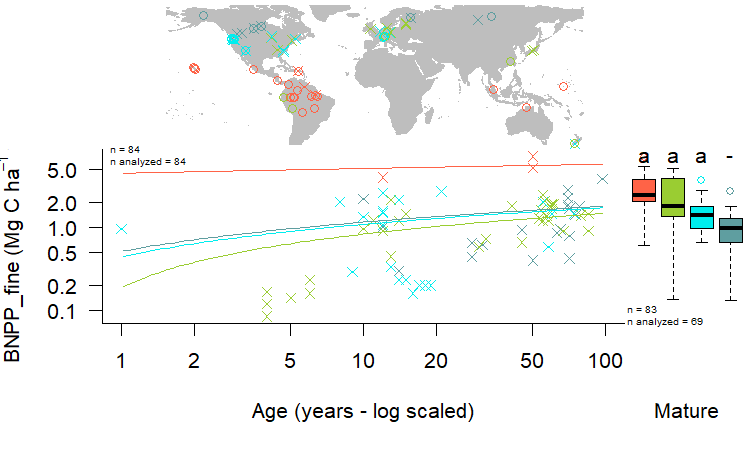 n = 84
n analyzed = 84
BNPP_fine (Mg C ha⁻¹
5.0
2.0
1.0
0.5
0.2
0.1
a a a -
n = 83
n analyzed = 69
1 2 5 10 20 50 100
Age (years - log scaled)
Mature